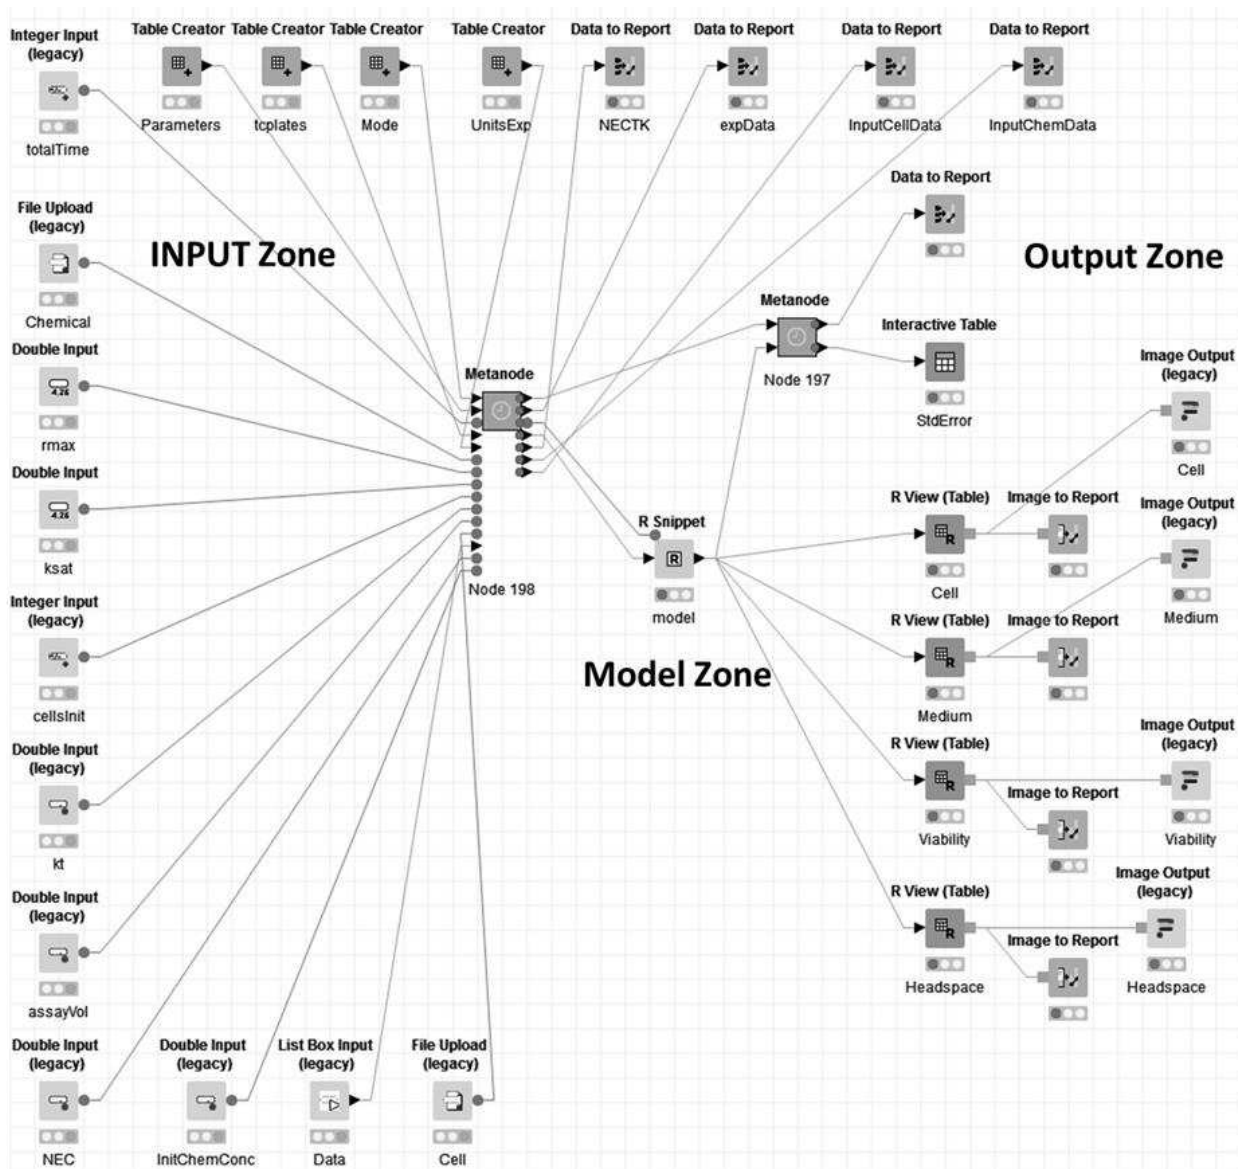 Integer Input
(legacy)
totalTime
Table Creator
Parameters
Table Creator
tcplates
Table Creator
Mode
Table Creator
UnitsExp
Data to Report
NECTK
Data to Report
expData
Data to Report
InputCellData
Data to Report
InputChemData
Data to Report
File Upload
(legacy)
Chemical
INPUT Zone
Output Zone
Metanode
Node 197
Interactive Table
StdError
Double Input
4.26
rmax
Metanode
Node 198
Image Output
(legacy)
Cell
Double Input
4.26
ksat
R Snippet
R
model
R View (Table)
R
Cell
Image to Report
Image Output
(legacy)
Medium
Integer Input
(legacy)
cellsInit
Model Zone
R View (Table)
R
Medium
Image to Report
Double Input
(legacy)
kt
R View (Table)
R
Viability
Image to Report
Image Output
(legacy)
Viability
Double Input
(legacy)
assayVol
R View (Table)
R
Headspace
Image to Report
Image Output
(legacy)
Headspace
Double Input
(legacy)
NEC
Double Input
(legacy)
InitChemConc
List Box Input
(legacy)
Data
File Upload
(legacy)
Cell